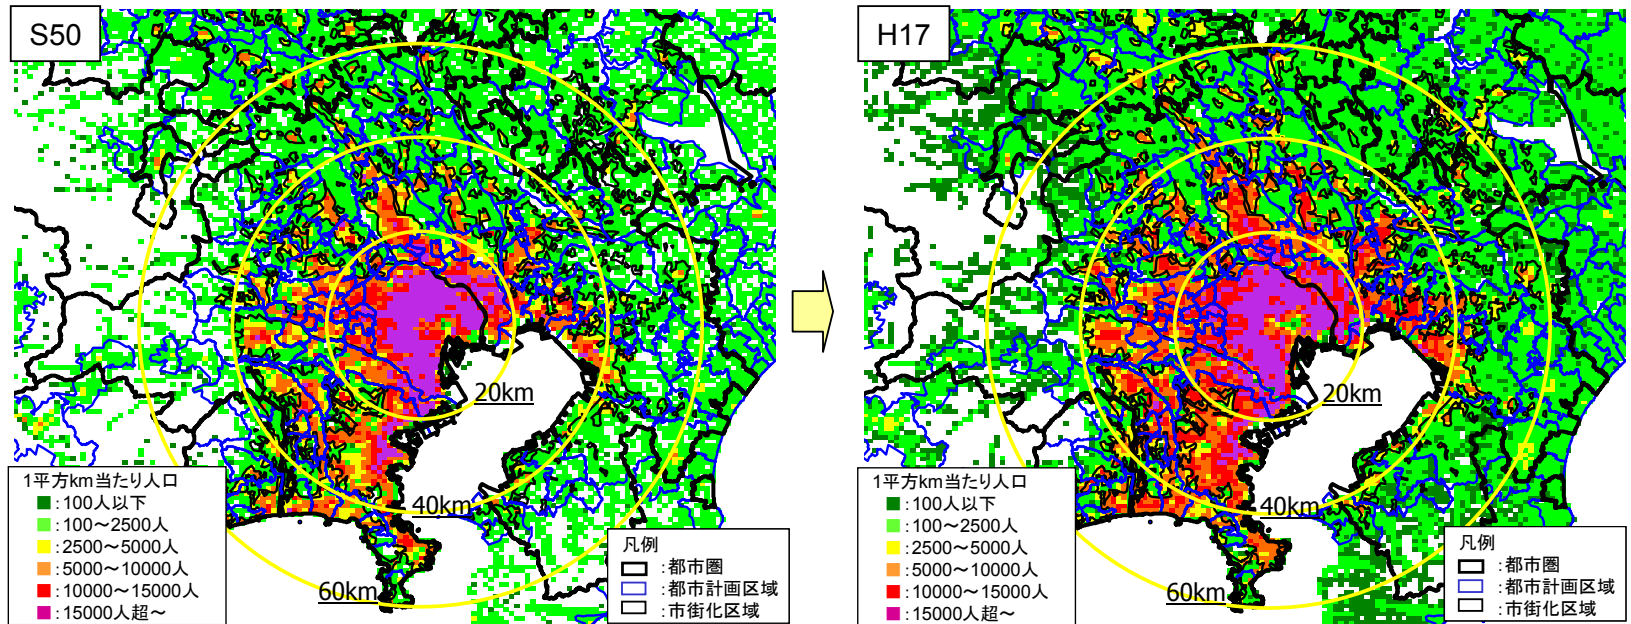 S50
20km
40km
60km
1平方km当たり人口
:100人以下
:100～2500人
:2500～5000人
:5000～10000人
:10000～15000人
:15000人超～
凡例
:都市圏
:都市計画区域
:市街化区域
H17
20km
40km
60km
1平方km当たり人口
:100人以下
:100～2500人
:2500～5000人
:5000～10000人
:10000～15000人
:15000人超～
凡例
:都市圏
:都市計画区域
:市街化区域